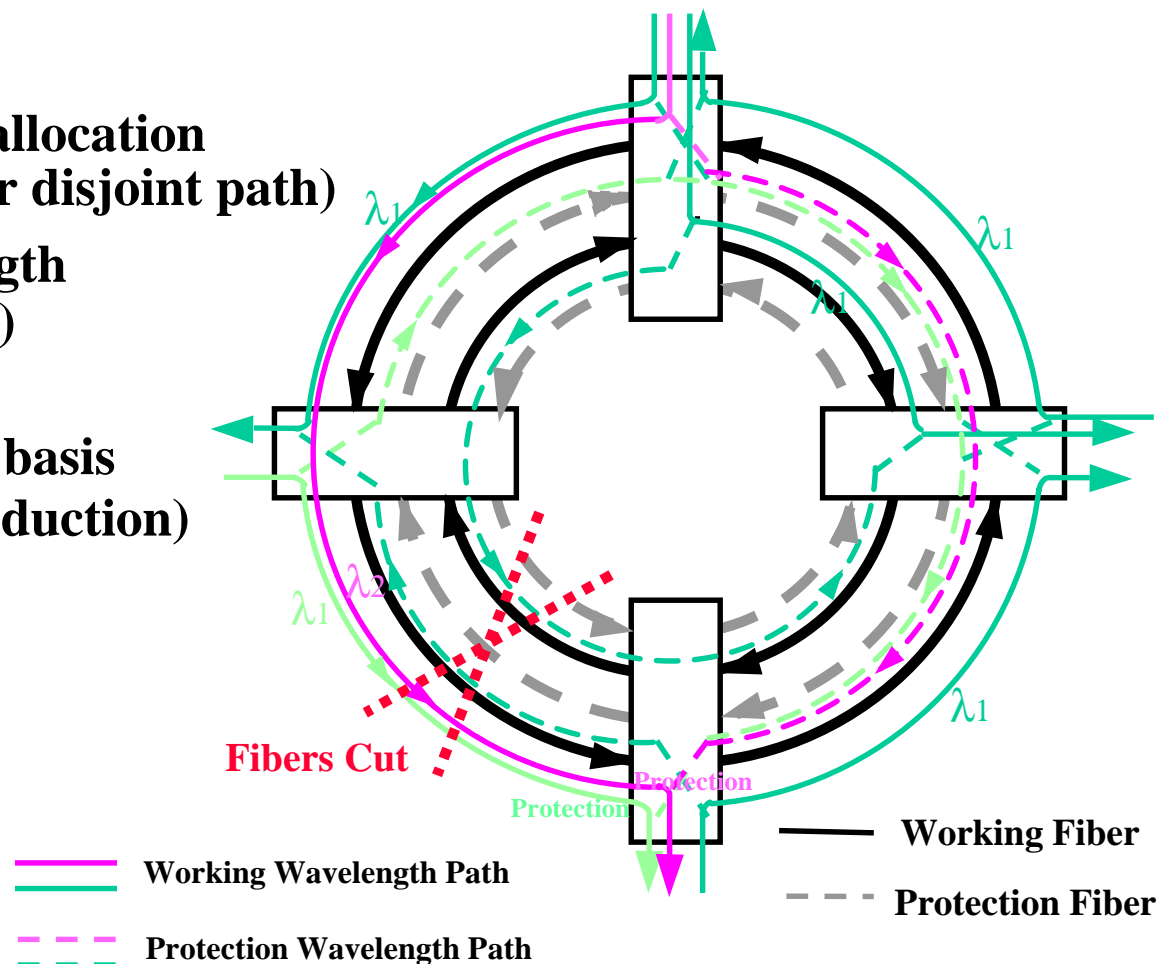 allocation
r disjoint path)
gth
)
basis
duction)
λ1
λ1
λ1
λ2
λ1
λ1
Fibers Cut
Protection
Protection
Working Fiber
Working Wavelength Path
Protection Fiber
Protection Wavelength Path